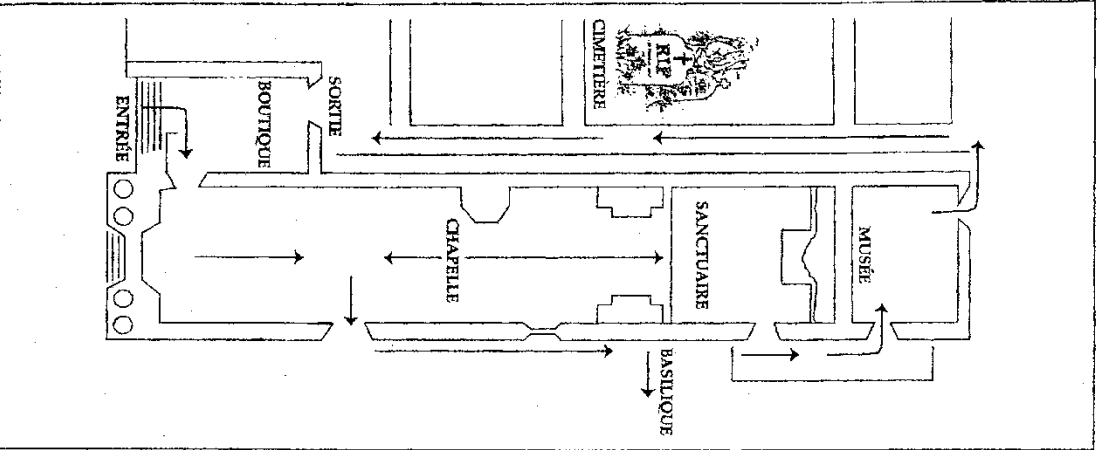 CIMETIÈRE
RIP
SORTIE
BOUTIQUE
ENTRÉE
CHAPELLE
SANCTUAIRE
MUSÉE
BASILIQUE